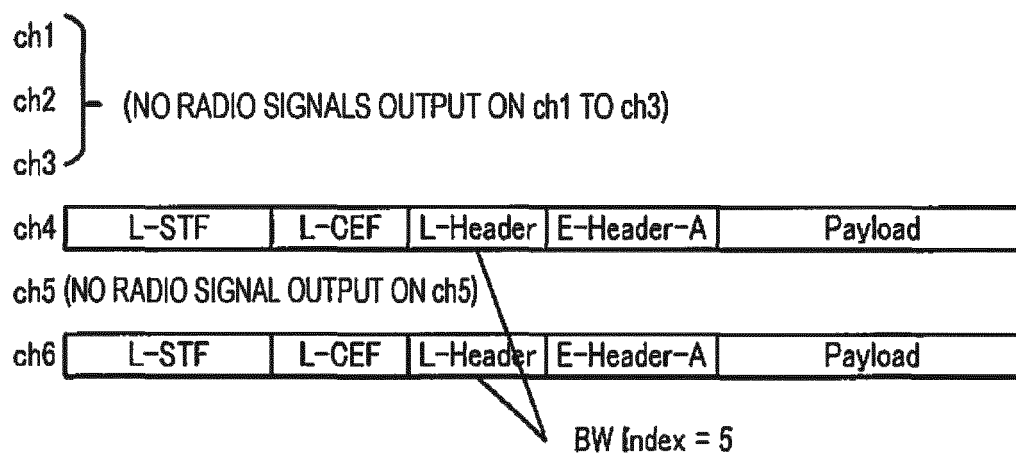 ch1
ch2 (NO RADIO SIGNALS OUTPUT ON ch1 TO ch3)
ch3
ch4 L-STF L-CEF L-Header E-Header-A Payload
ch5 (NO RADIO SIGNAL OUTPUT ON ch5)
ch6 L-STF L-CEF L-Header E-Header-A Payload
BW Index = 5